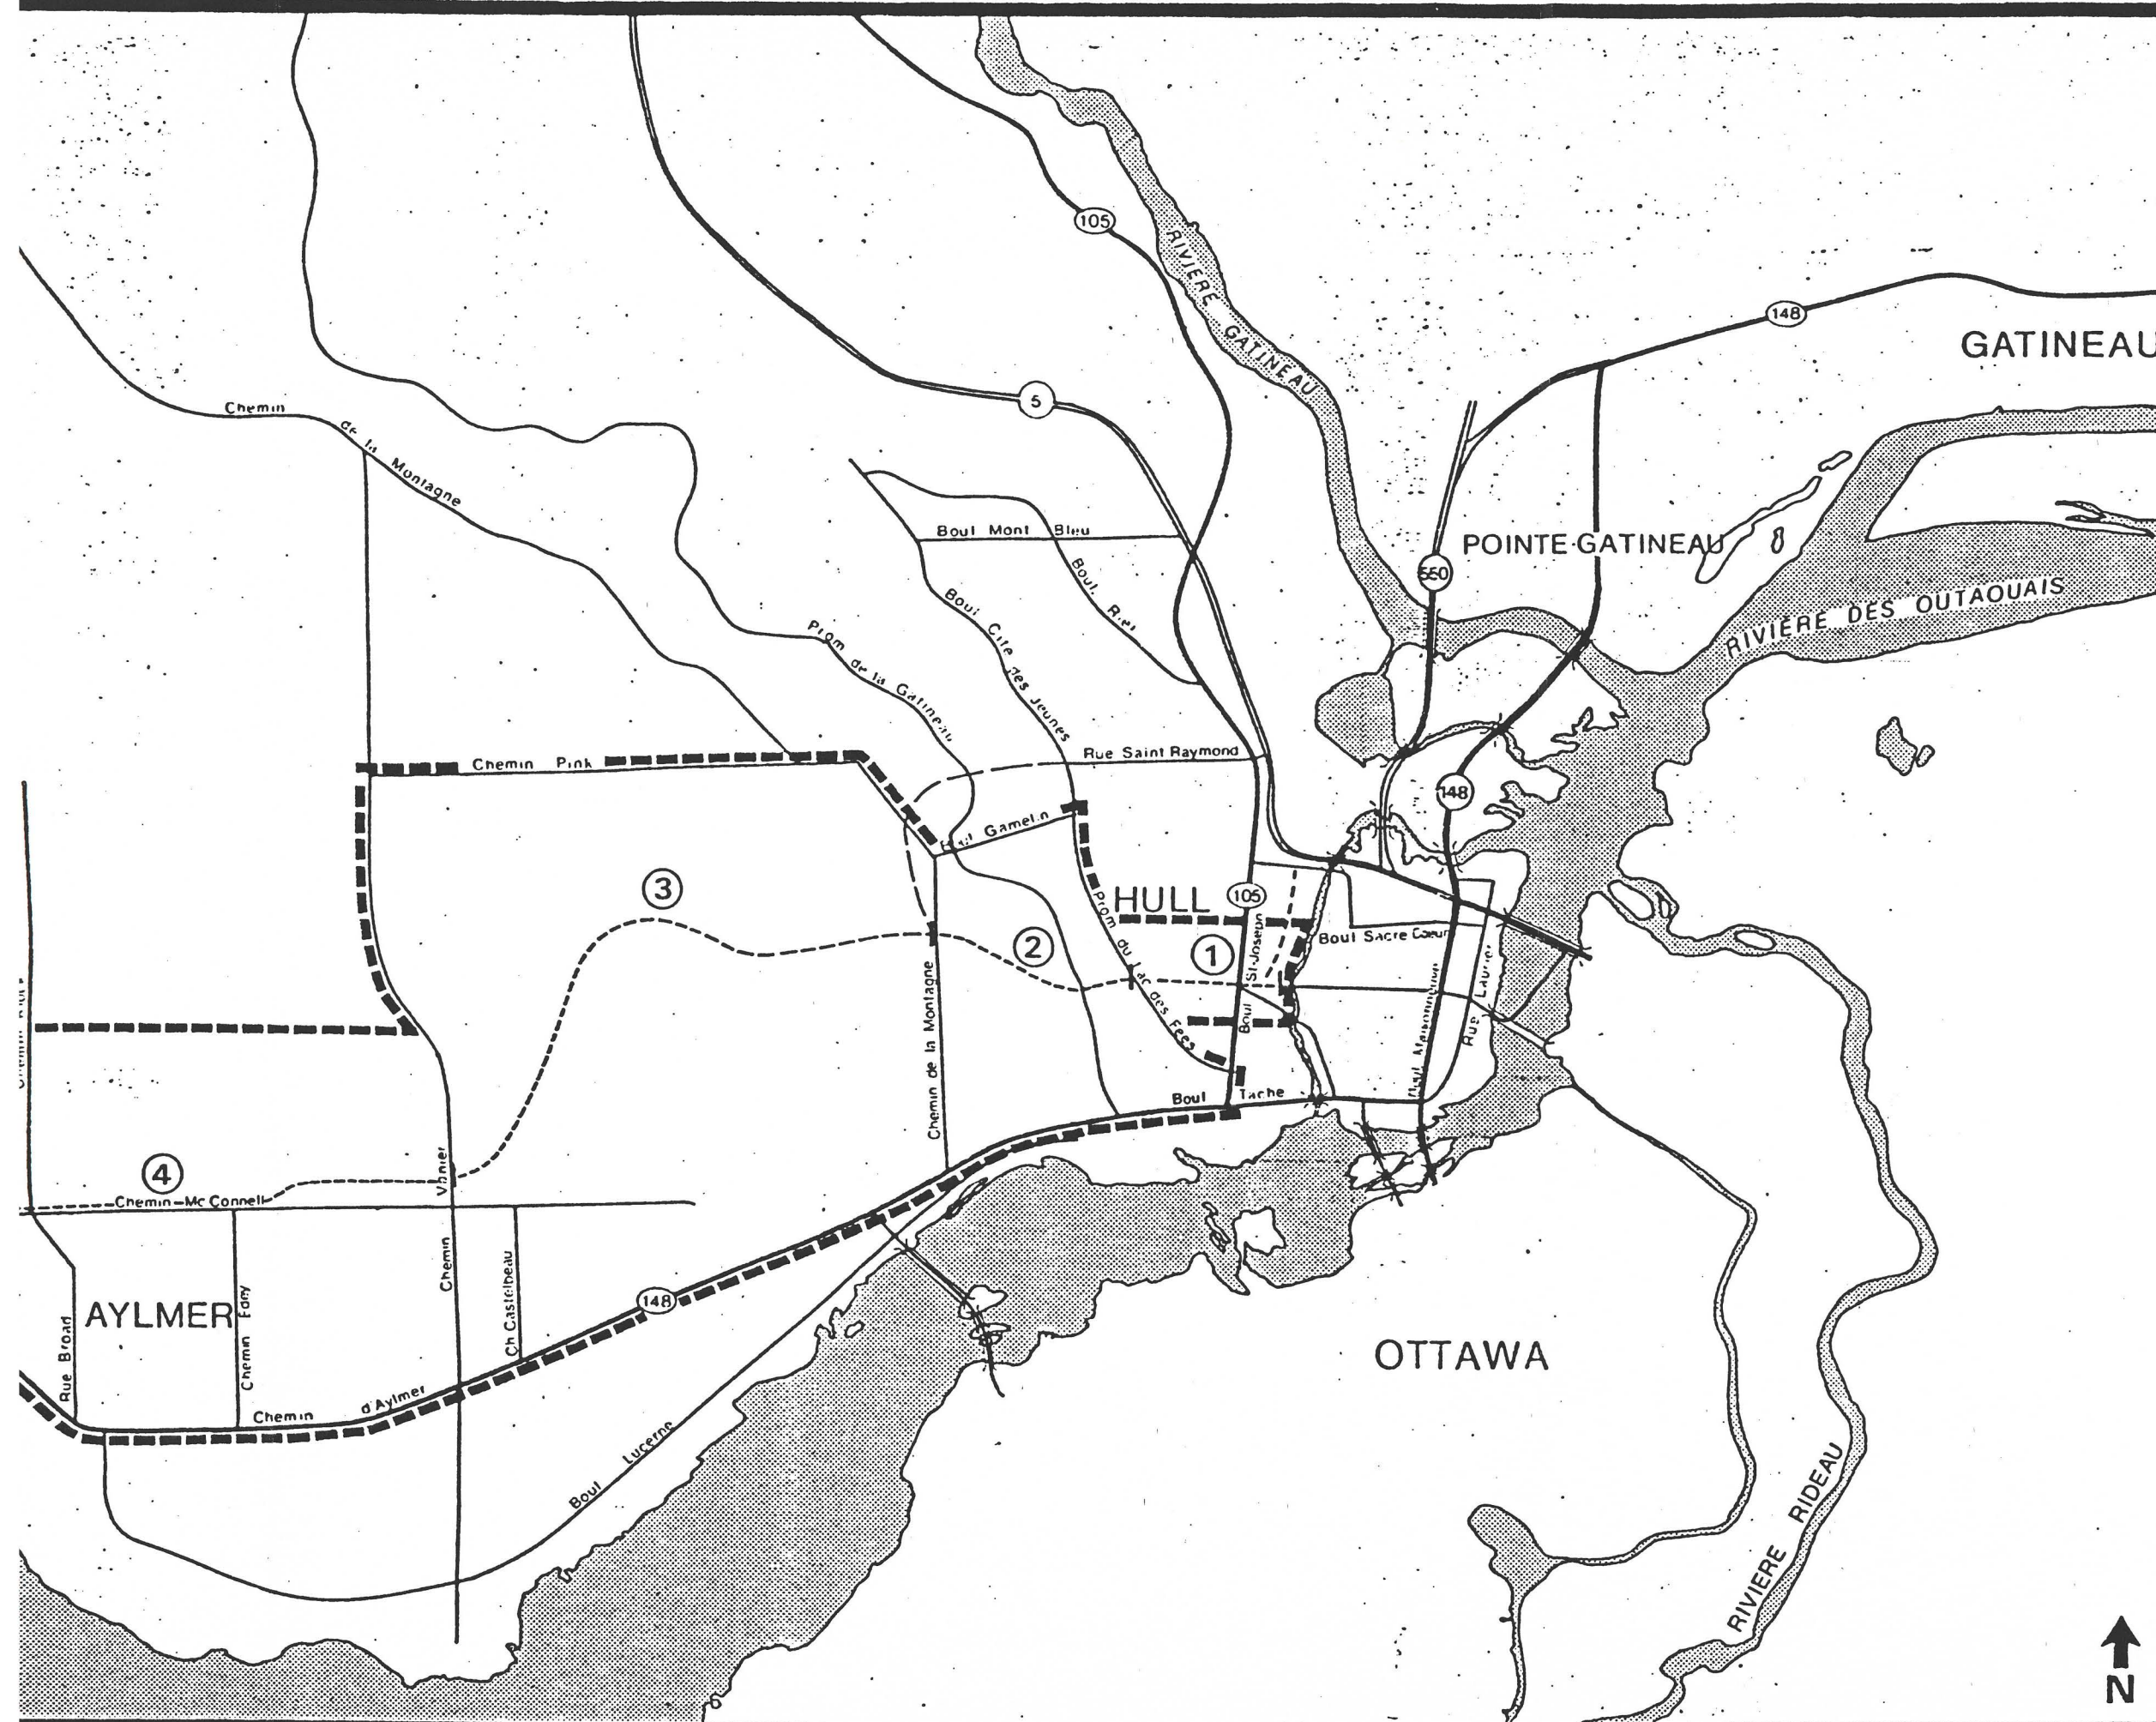 105
RIVIERE GATINEAU
148
GATINEAU
5
Chemin de la Montagne
Boul Mont Bleu
POINTE-GATINEAU
550
Boul. Riel
RIVIÈRE DES OUTAOUAIS
Boul Cite des Jeunes
Prom de la Gatineau
Rue Saint Raymond
Chemin Pink
148
Boul Gamelin
3
HULL
105
2
1
Prom du Lac des Fees
St-Joseph
Boul
Boul Sacre Coeur
Rue Laurier
Chemin de la Montagne
Boul Tache
4
Chemin-Mc Connell
Vanier
Chemin
Ch Castelbeau
AYLMER
148
Rue Broad
Chemin Eddy
Chemin d'Aylmer
OTTAWA
Boul Lucerne
RIVIERE RIDEAU
N